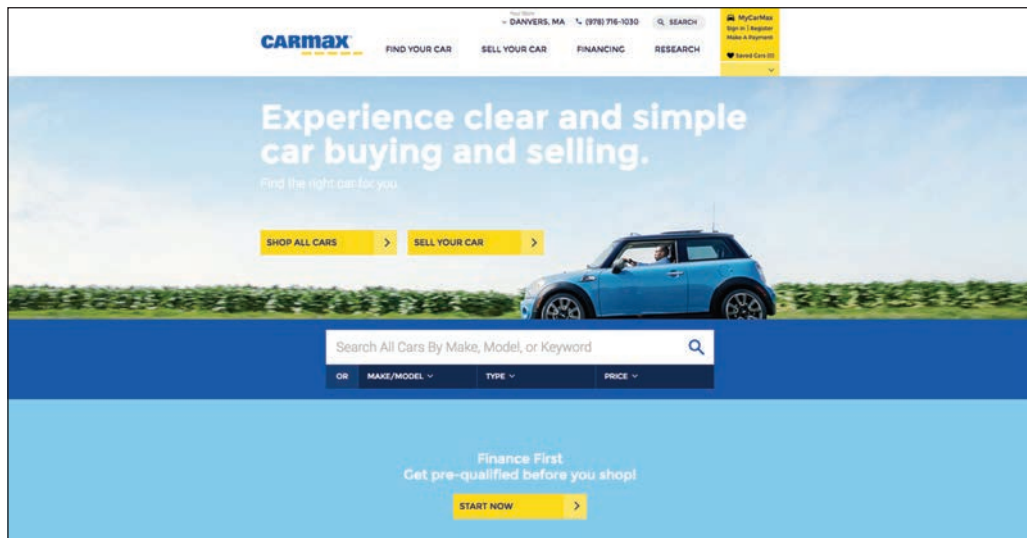 Your Store
DANVERS, MA
(978) 716-1030
SEARCH
MyCarMax
Sign in | Register
Make A Payment
Saved Cars (0)
CARMAX
FIND YOUR CAR
SELL YOUR CAR
FINANCING
RESEARCH
Experience clear and simple
car buying and selling.
Find the right car for you
SHOP ALL CARS
SELL YOUR CAR
Search All Cars By Make, Model, or Keyword
OR
MAKE/MODEL
TYPE
PRICE
Finance First
Get pre-qualified before you shop!
START NOW